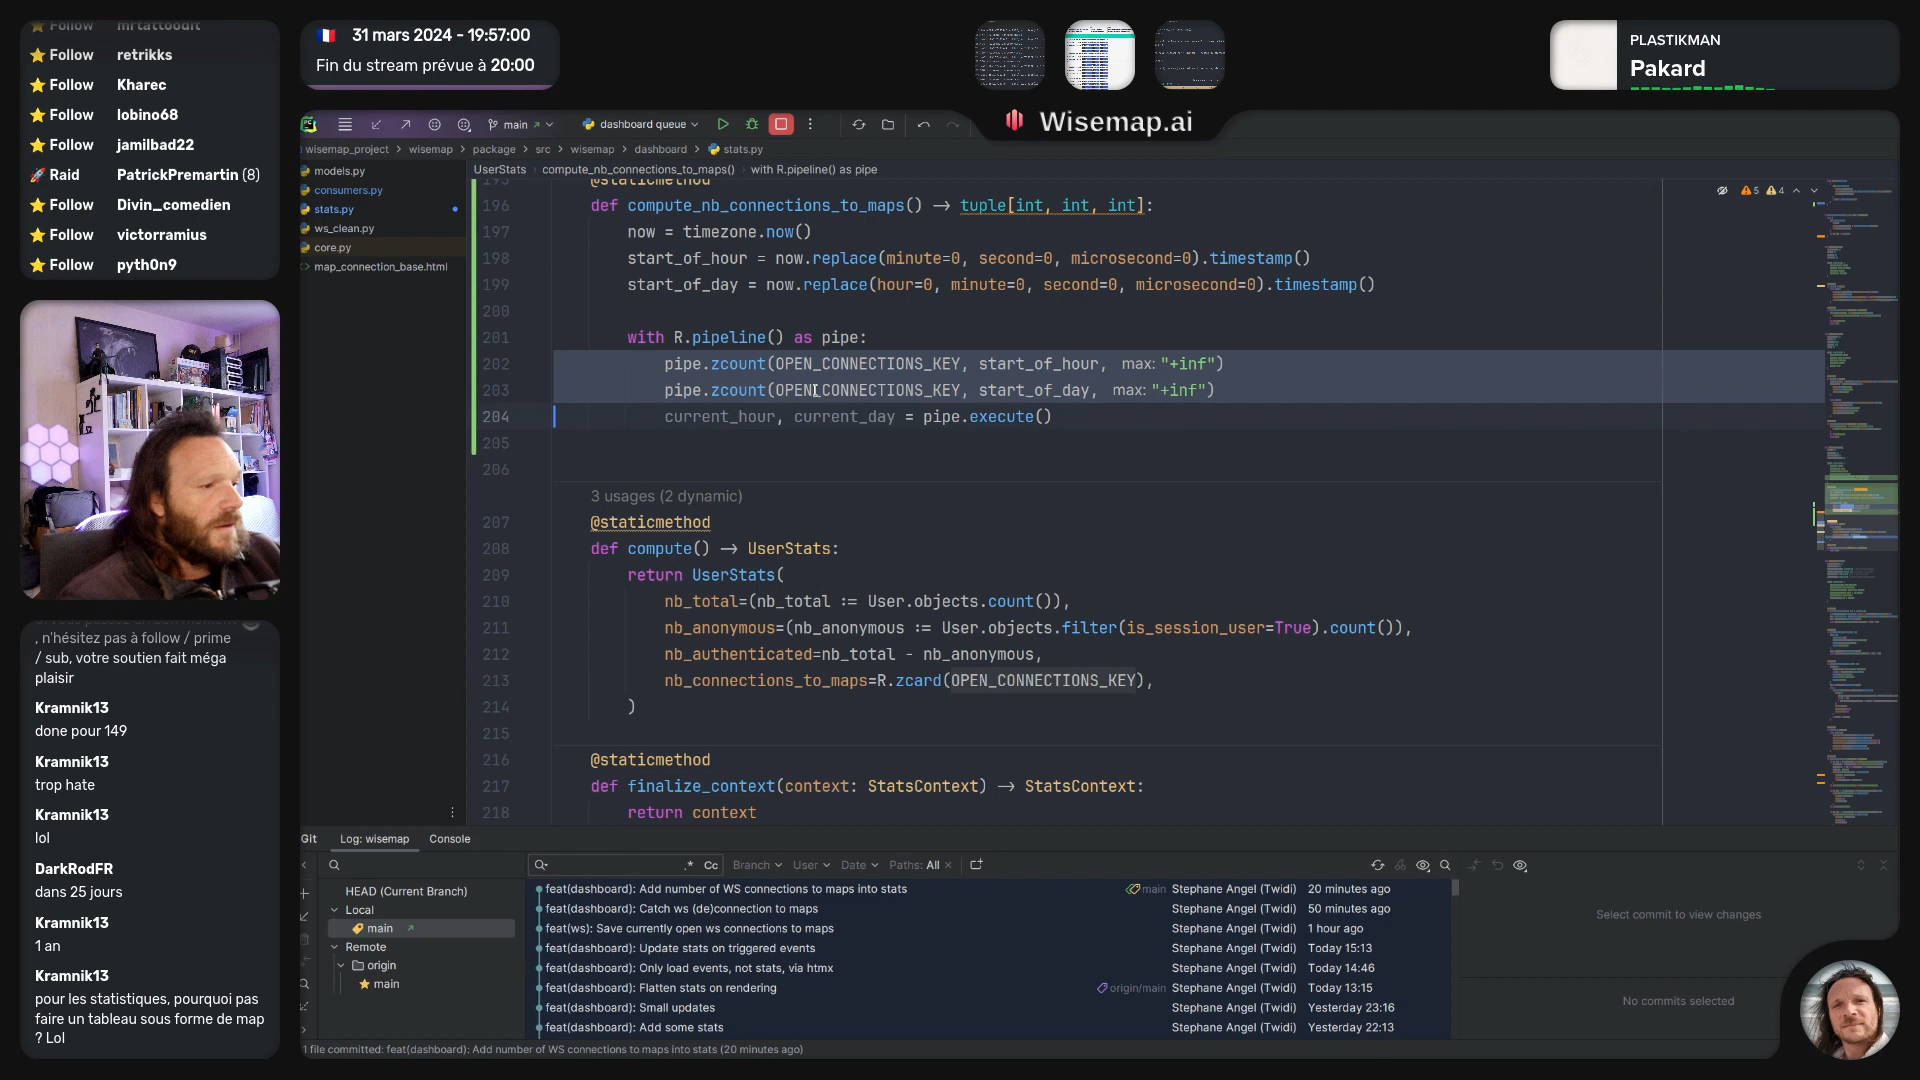 Follow mrtattoodit
Follow retrikks
Follow Kharec
Follow lobino68
Follow jamilbad22
Raid PatrickPremartin (8)
Follow Divin_comedien
Follow victorramius
Follow pyth0n9
31 mars 2024 - 19:57:00
Fin du stream prévue à 20:00
PLASTIKMAN
Pakard
Wisemap.ai
main
dashboard queue
wisemap_project > wisemap > package > src > wisemap > dashboard > stats.py
models.py
consumers.py
stats.py
ws_clean.py
core.py
map_connection_base.html
UserStats compute_nb_connections_to_maps() with R.pipeline() as pipe
5 4
195 @staticmethod
196 def compute_nb_connections_to_maps() → tuple[int, int, int]:
197 now = timezone.now()
198 start_of_hour = now.replace(minute=0, second=0, microsecond=0).timestamp()
199 start_of_day = now.replace(hour=0, minute=0, second=0, microsecond=0).timestamp()
200
201 with R.pipeline() as pipe:
202 pipe.zcount(OPEN_CONNECTIONS_KEY, start_of_hour, max: "+inf")
203 pipe.zcount(OPEN_CONNECTIONS_KEY, start_of_day, max: "+inf")
204 current_hour, current_day = pipe.execute()
205
206
3 usages (2 dynamic)
207 @staticmethod
208 def compute() → UserStats:
209 return UserStats(
210 nb_total=(nb_total := User.objects.count()),
211 nb_anonymous=(nb_anonymous := User.objects.filter(is_session_user=True).count()),
212 nb_authenticated=nb_total - nb_anonymous,
213 nb_connections_to_maps=R.zcard(OPEN_CONNECTIONS_KEY),
214 )
215
216 @staticmethod
217 def finalize_context(context: StatsContext) → StatsContext:
218 return context
, n'hésitez pas à follow / prime
/ sub, votre soutien fait méga
plaisir
Kramnik13
done pour 149
Kramnik13
trop hate
Kramnik13
lol
DarkRodFR
dans 25 jours
Kramnik13
1 an
Kramnik13
pour les statistiques, pourquoi pas
faire un tableau sous forme de map
? Lol
Git Log: wisemap Console
.* Cc Branch User Date Paths: All
HEAD (Current Branch)
Local
main
Remote
origin
main
feat(dashboard): Add number of WS connections to maps into stats main Stephane Angel (Twidi) 20 minutes ago
feat(dashboard): Catch ws (de)connection to maps Stephane Angel (Twidi) 50 minutes ago
feat(ws): Save currently open ws connections to maps Stephane Angel (Twidi) 1 hour ago
feat(dashboard): Update stats on triggered events Stephane Angel (Twidi) Today 15:13
feat(dashboard): Only load events, not stats, via htmx Stephane Angel (Twidi) Today 14:46
feat(dashboard): Flatten stats on rendering origin/main Stephane Angel (Twidi) Today 13:15
feat(dashboard): Small updates Stephane Angel (Twidi) Yesterday 23:16
feat(dashboard): Add some stats Stephane Angel (Twidi) Yesterday 22:13
Select commit to view changes
No commits selected
1 file committed: feat(dashboard): Add number of WS connections to maps into stats (20 minutes ago)